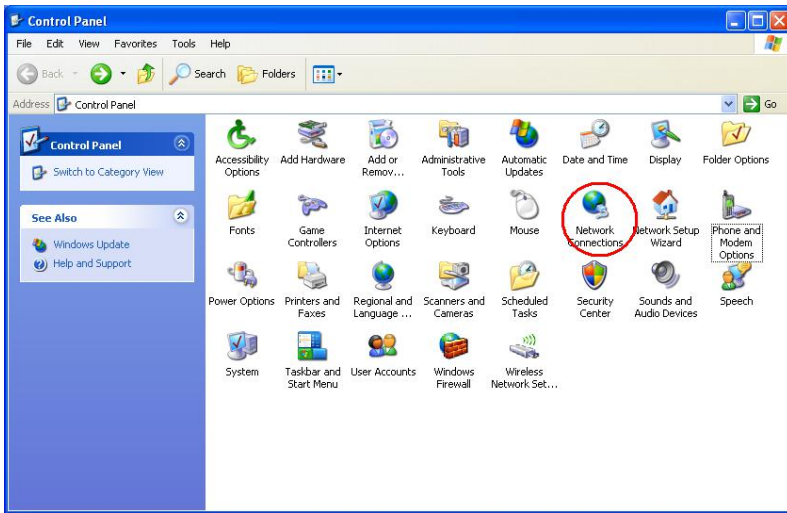 Control Panel
File Edit View Favorites Tools Help
Back Search Folders
Address Control Panel Go
Control Panel
Switch to Category View
See Also
Windows Update
Help and Support
Accessibility Options
Add Hardware
Add or Remov...
Administrative Tools
Automatic Updates
Date and Time
Display
Folder Options
Fonts
Game Controllers
Internet Options
Keyboard
Mouse
Network Connections
Network Setup Wizard
Phone and Modem Options
Power Options
Printers and Faxes
Regional and Language ...
Scanners and Cameras
Scheduled Tasks
Security Center
Sounds and Audio Devices
Speech
System
Taskbar and Start Menu
User Accounts
Windows Firewall
Wireless Network Set...